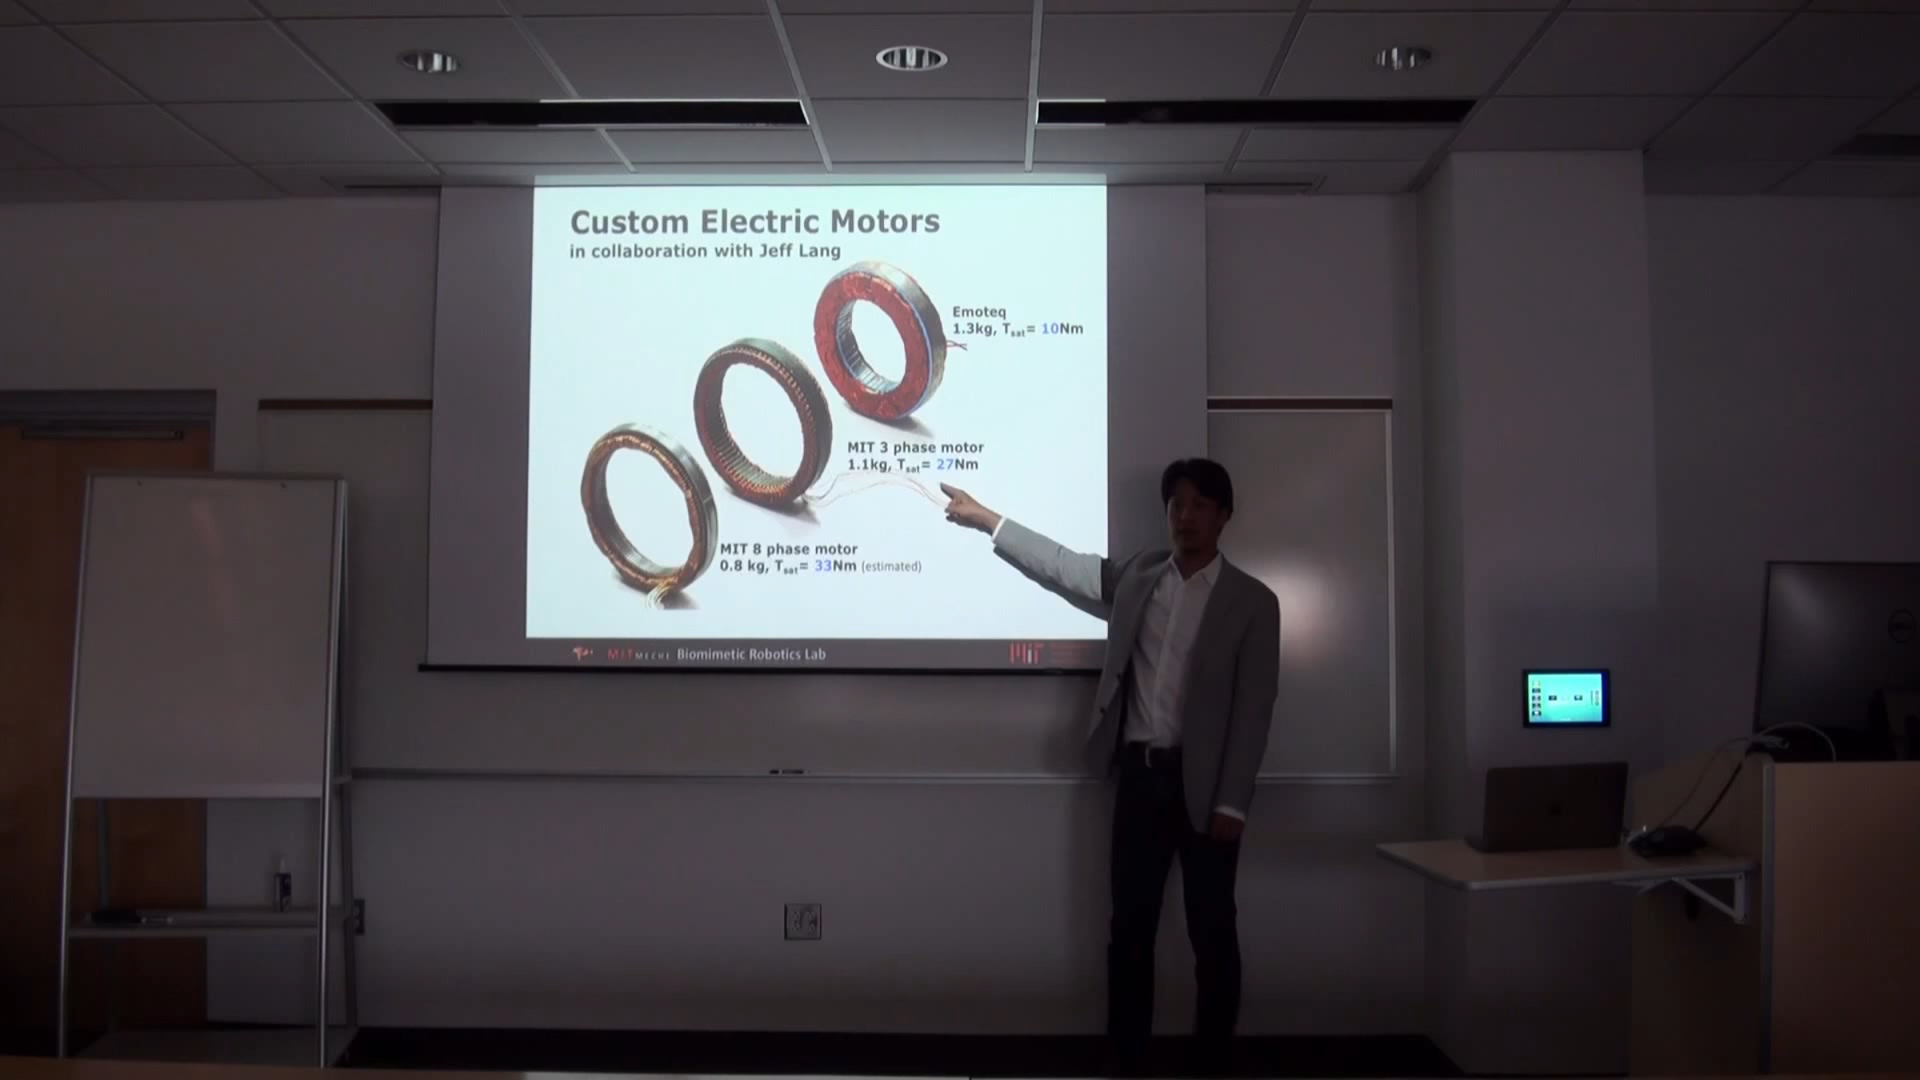 Custom Electric Motors
in collaboration with Jeff Lang
Emoteq
1.3kg, Tsat= 10Nm
MIT 3 phase motor
1.1kg, Tsat= 27Nm
MIT 8 phase motor
0.8 kg, Tsat= 33Nm (estimated)
MITMECHE Biomimetic Robotics Lab
MIT